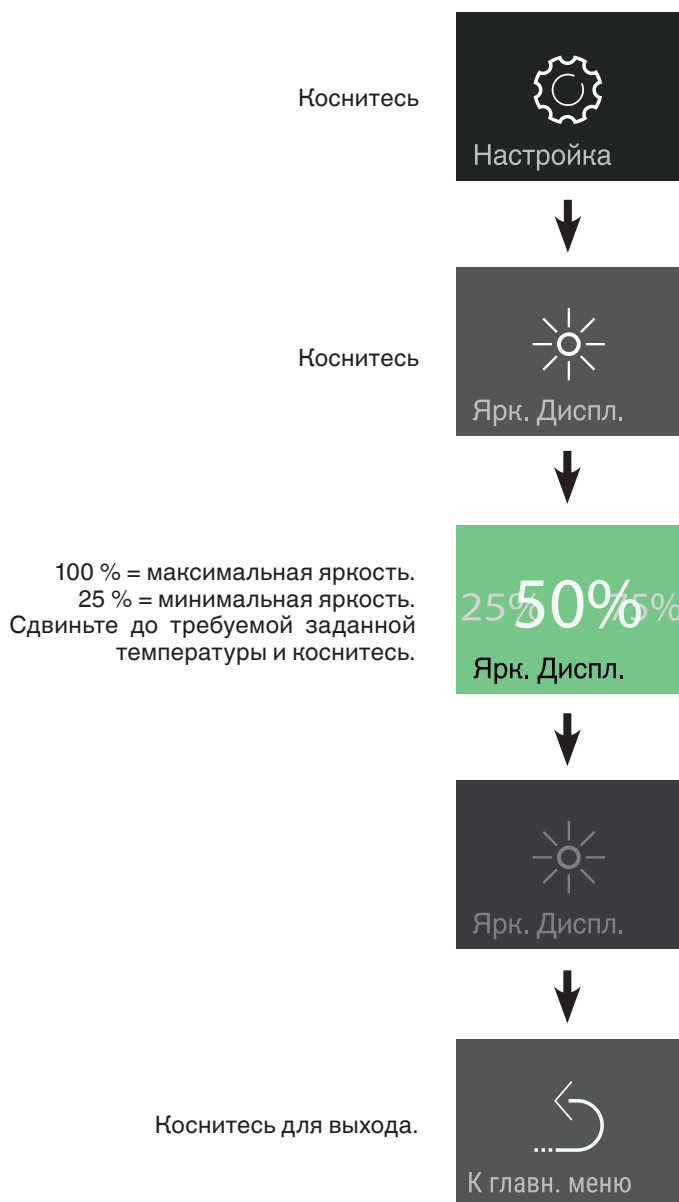 Коснитесь
Настройка
Коснитесь
Ярк. Диспл.
100 % = максимальная яркость.
25 % = минимальная яркость.
Сдвиньте до требуемой заданной
температуры и коснитесь.
25% 50% 75%
Ярк. Диспл.
Ярк. Диспл.
Коснитесь для выхода.
К главн. меню